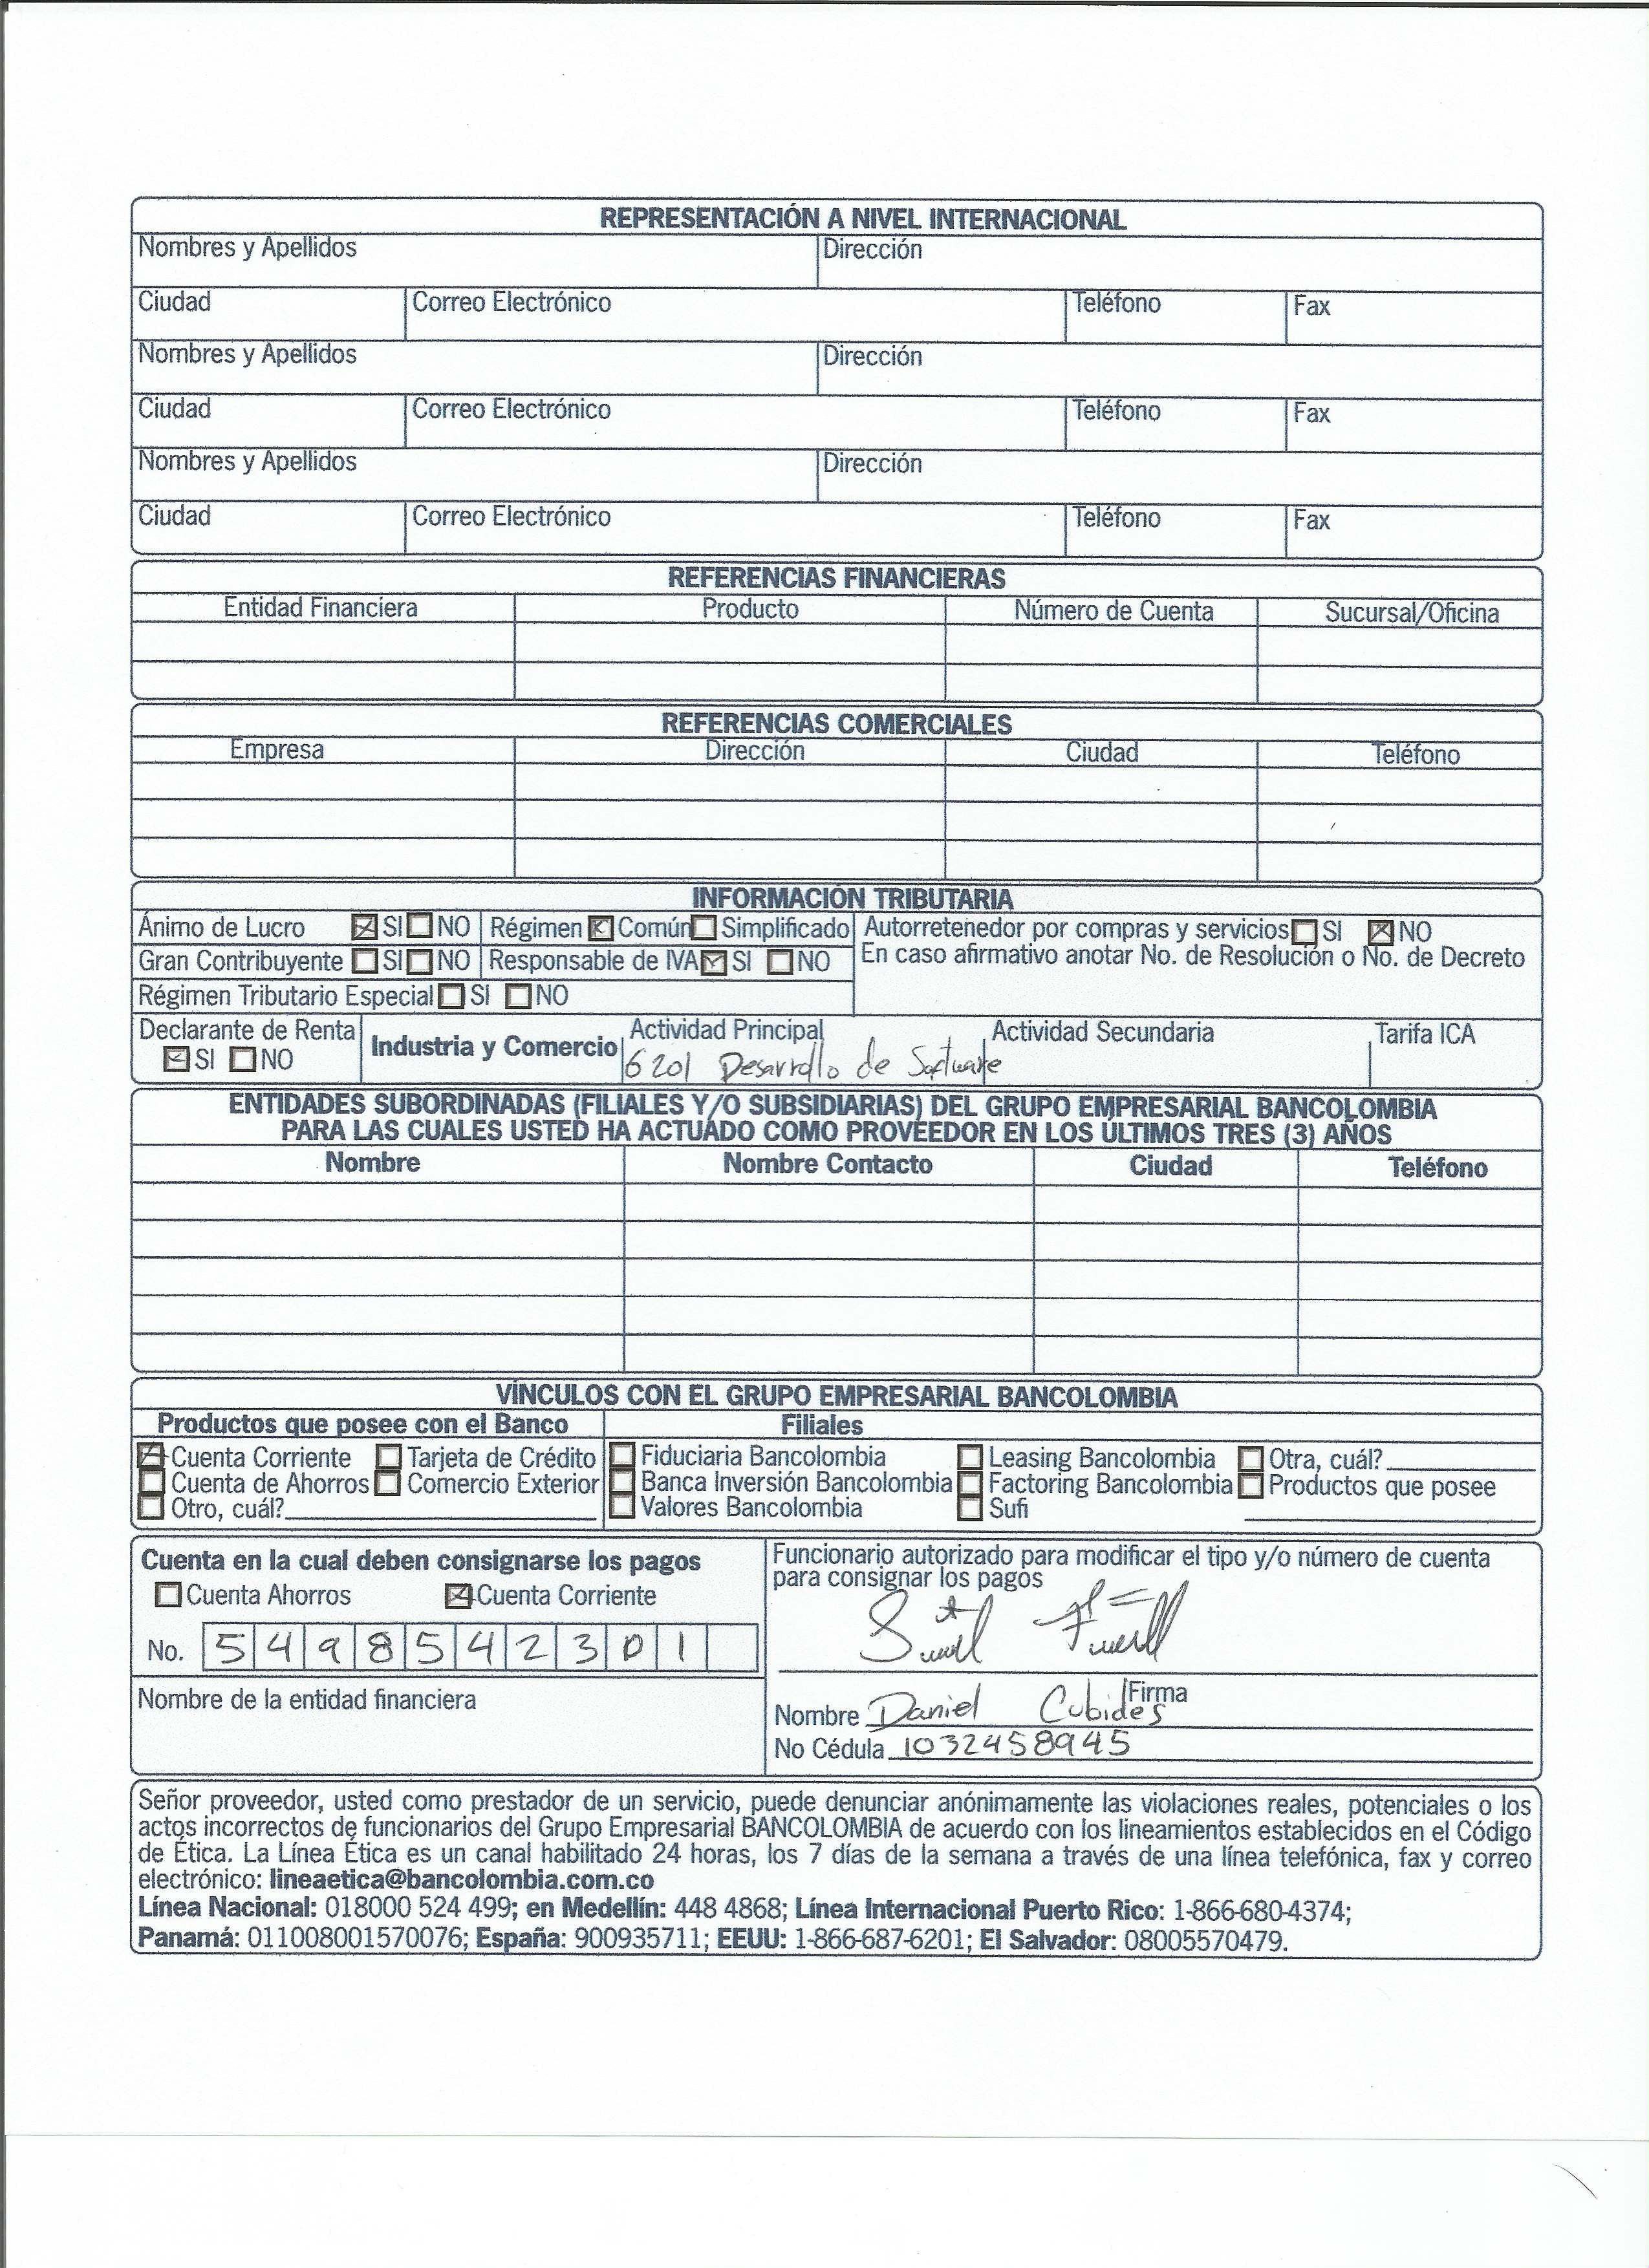 REPRESENTACIÓN A NIVEL INTERNACIONAL
Nombres y Apellidos Dirección
Ciudad Correo Electrónico Teléfono Fax
Nombres y Apellidos Dirección
Ciudad Correo Electrónico Teléfono Fax
Nombres y Apellidos Dirección
Ciudad Correo Electrónico Teléfono Fax
REFERENCIAS FINANCIERAS
Entidad Financiera Producto Número de Cuenta Sucursal/Oficina
REFERENCIAS COMERCIALES
Empresa Dirección Ciudad Teléfono
INFORMACIÓN TRIBUTARIA
Ánimo de Lucro SI NO Régimen Común Simplificado Autorretenedor por compras y servicios SI NO
Gran Contribuyente SI NO Responsable de IVA SI NO En caso afirmativo anotar No. de Resolución o No. de Decreto
Régimen Tributario Especial SI NO
Declarante de Renta Industria y Comercio Actividad Principal Actividad Secundaria Tarifa ICA
SI NO 6201 Desarrollo de Software
ENTIDADES SUBORDINADAS (FILIALES Y/O SUBSIDIARIAS) DEL GRUPO EMPRESARIAL BANCOLOMBIA
PARA LAS CUALES USTED HA ACTUADO COMO PROVEEDOR EN LOS ÚLTIMOS TRES (3) AÑOS
Nombre Nombre Contacto Ciudad Teléfono
VÍNCULOS CON EL GRUPO EMPRESARIAL BANCOLOMBIA
Productos que posee con el Banco Filiales
Cuenta Corriente Tarjeta de Crédito Fiduciaria Bancolombia Leasing Bancolombia Otra, cuál?
Cuenta de Ahorros Comercio Exterior Banca Inversión Bancolombia Factoring Bancolombia Productos que posee
Otro, cuál? Valores Bancolombia Sufi
Cuenta en la cual deben consignarse los pagos
Cuenta Ahorros Cuenta Corriente
No. 5498542301
Nombre de la entidad financiera
Funcionario autorizado para modificar el tipo y/o número de cuenta
para consignar los pagos
Firma
Nombre Daniel Cubides
No Cédula 1032458945
Señor proveedor, usted como prestador de un servicio, puede denunciar anónimamente las violaciones reales, potenciales o los
actos incorrectos de funcionarios del Grupo Empresarial BANCOLOMBIA de acuerdo con los lineamientos establecidos en el Código
de Ética. La Línea Ética es un canal habilitado 24 horas, los 7 días de la semana a través de una línea telefónica, fax y correo
electrónico: lineaetica@bancolombia.com.co
Línea Nacional: 018000 524 499; en Medellín: 448 4868; Línea Internacional Puerto Rico: 1-866-680-4374;
Panamá: 011008001570076; España: 900935711; EEUU: 1-866-687-6201; El Salvador: 08005570479.